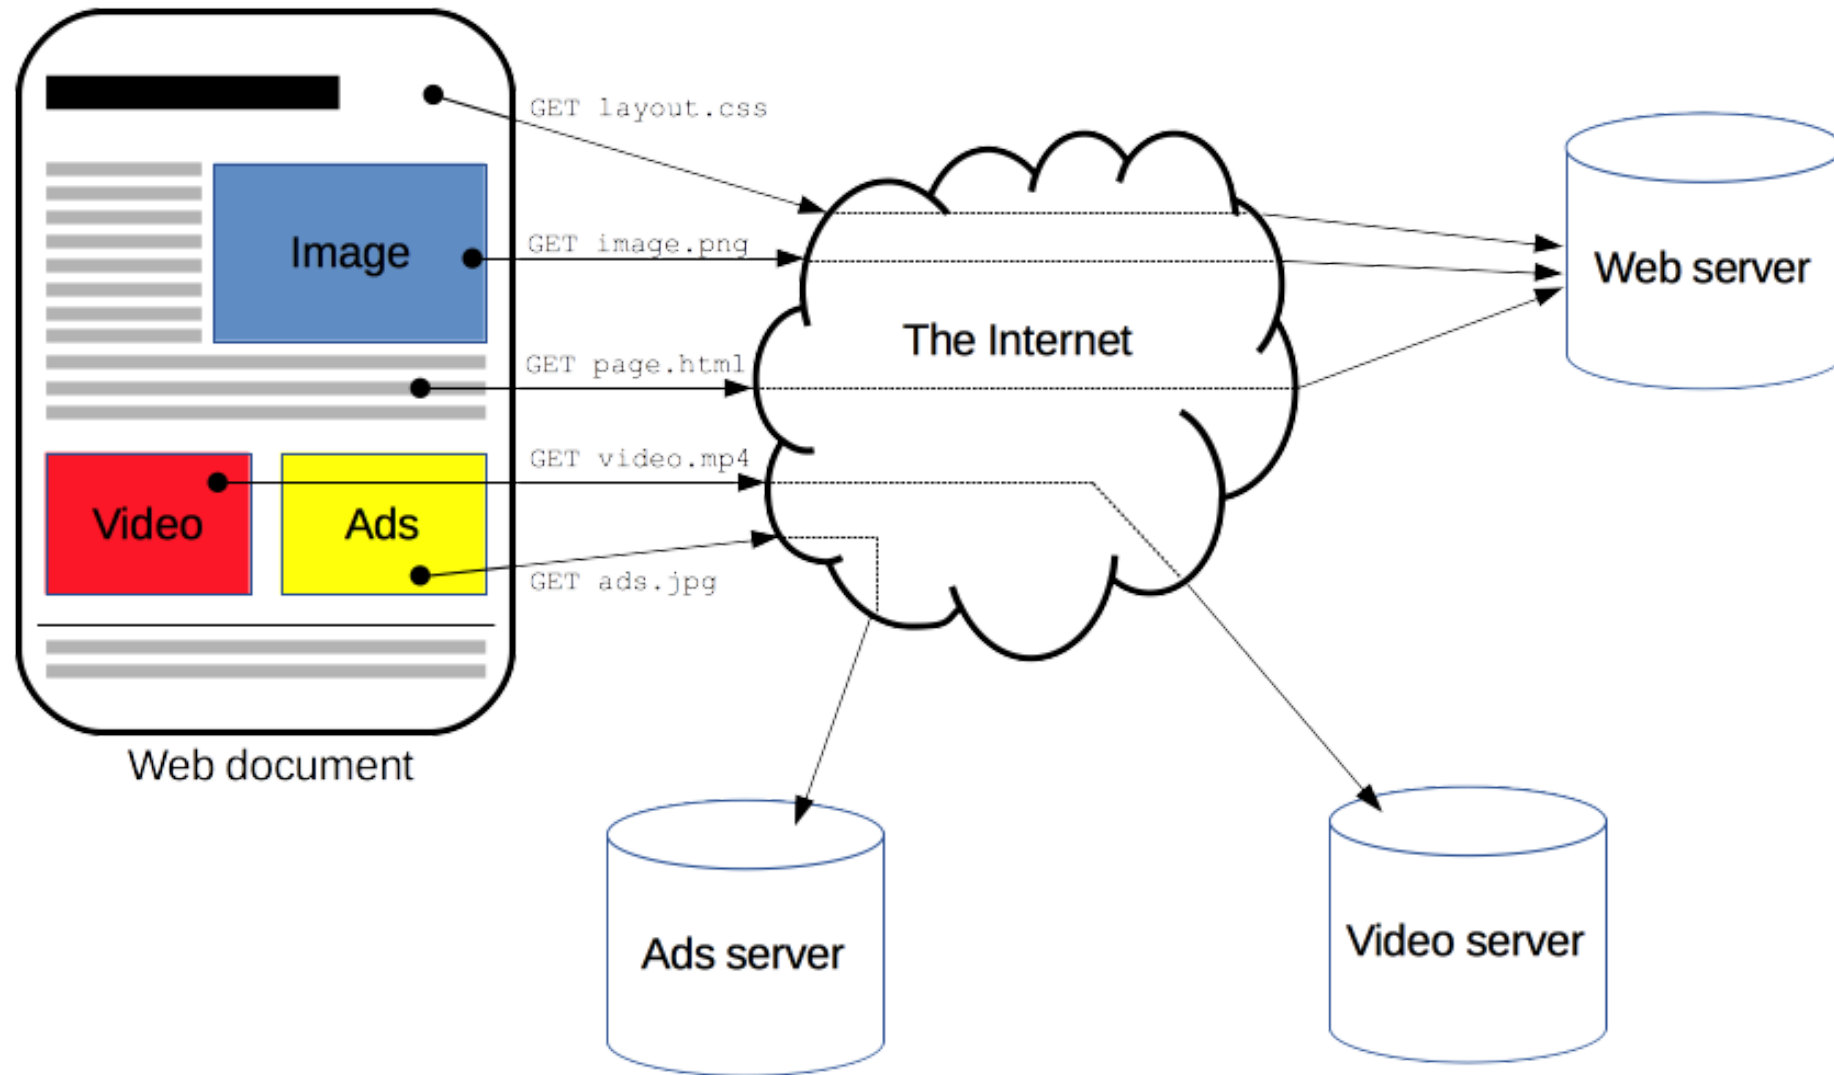 GET layout.css
GET image.png
Image
Web server
The Internet
GET page.html
GET video.mp4
Video
Ads
GET ads.jpg
Web document
Ads server
Video server